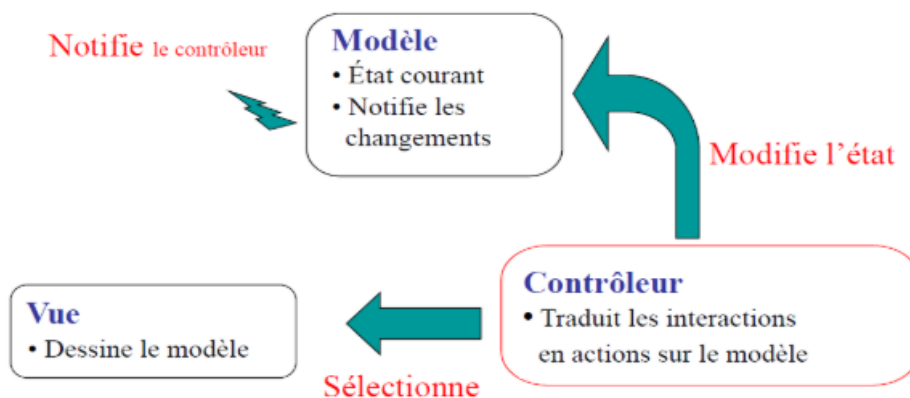 Notifie le contrôleur
Modèle
• État courant
• Notifie les
changements
Modifie l'état
Contrôleur
• Traduit les interactions
en actions sur le modèle
Vue
• Dessine le modèle
Sélectionne